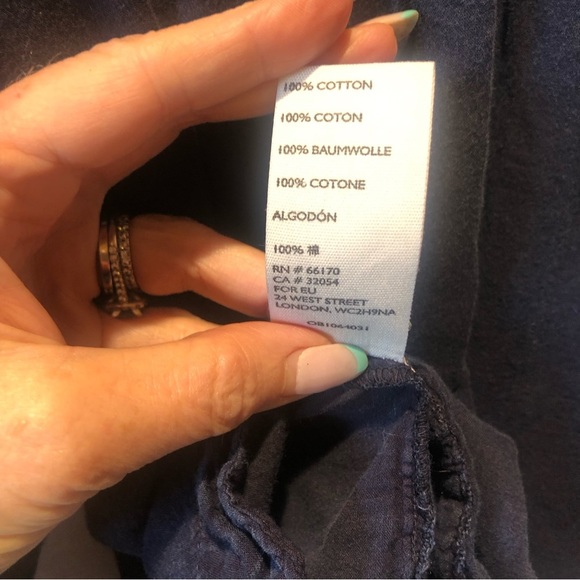 100% COTTON
100% COTON
100% BAUMWOLLE
100% COTONE
ALGODÓN
100% 棉
RN # 66170
CA # 32054
FOR EU
24 WEST STREET
LONDON, WC2H9NA
OB1064031